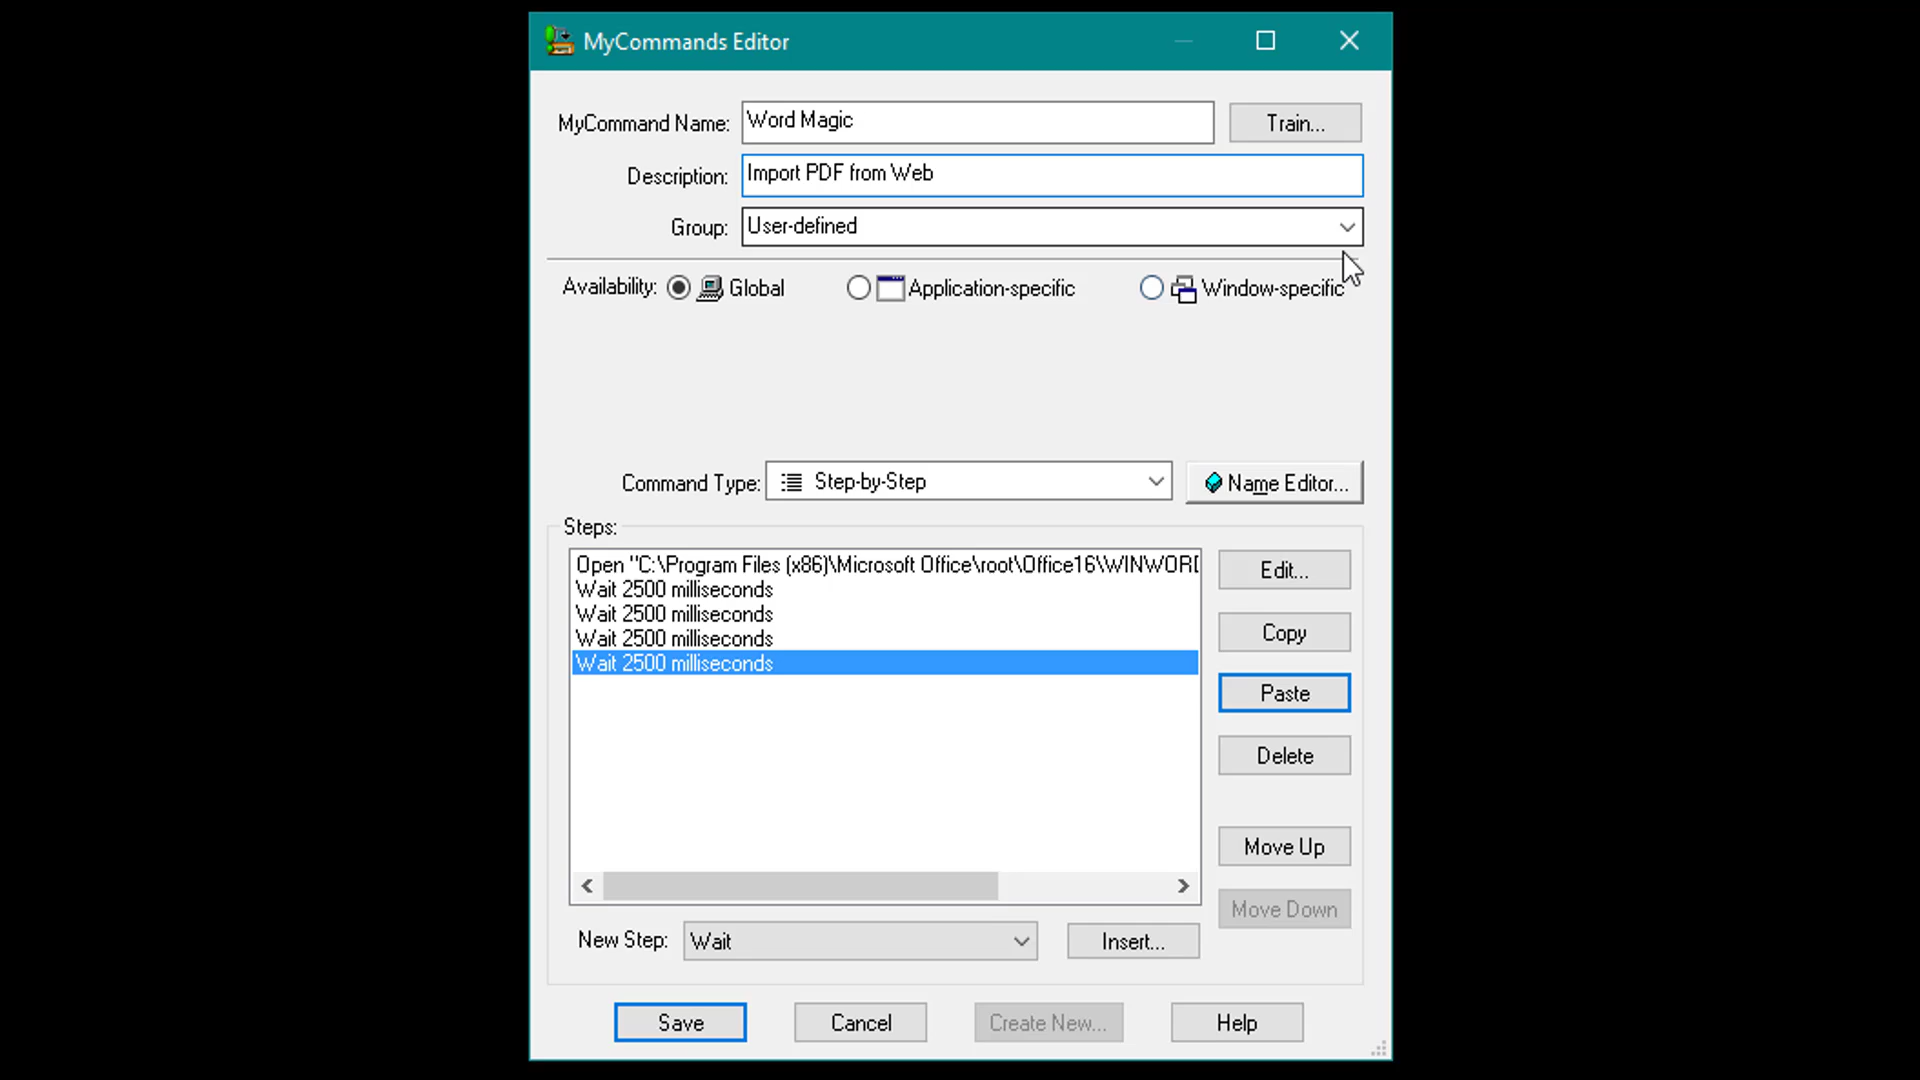 MyCommands Editor
MyCommand Name: Word Magic Train...
Description: Import PDF from Web
Group: User-defined
Availability: Global Application-specific Window-specific
Command Type: Step-by-Step Name Editor...
Steps:
Open "C:\Program Files (x86)\Microsoft Office\root\Office16\WINWORD
Wait 2500 milliseconds
Wait 2500 milliseconds
Wait 2500 milliseconds
Wait 2500 milliseconds
Edit...
Copy
Paste
Delete
Move Up
Move Down
New Step: Wait Insert...
Save Cancel Create New... Help